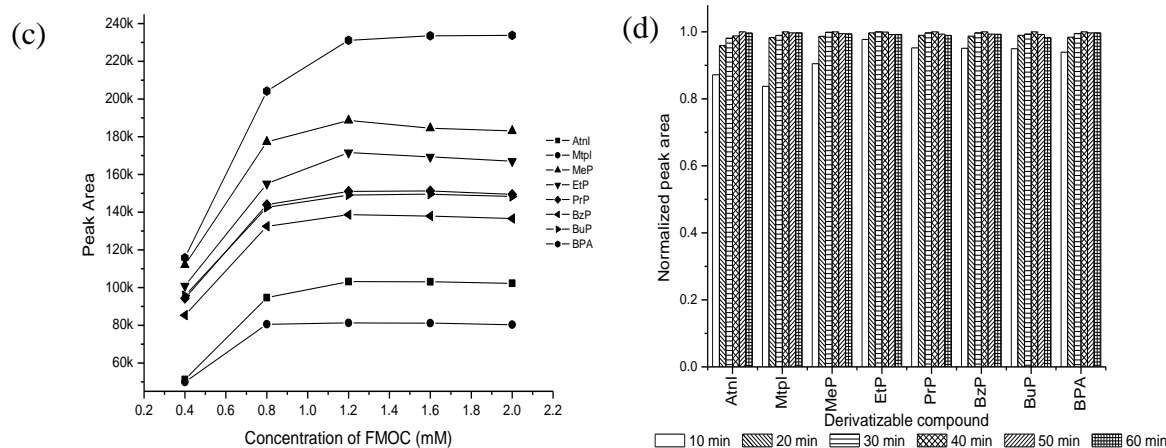 (c)
240k
220k
200k
180k
160k
140k
120k
100k
80k
60k
Peak Area
0.2 0.4 0.6 0.8 1.0 1.2 1.4 1.6 1.8 2.0 2.2
Concentration of FMOC (mM)
Atnl
Mtpl
MeP
EtP
PrP
BzP
BuP
BPA
(d)
1.0
0.8
0.6
0.4
0.2
0.0
Normalized peak area
Atnl
Mtpl
MeP
EtP
PrP
BzP
BuP
BPA
Derivatizable compound
10 min 20 min 30 min 40 min 50 min 60 min